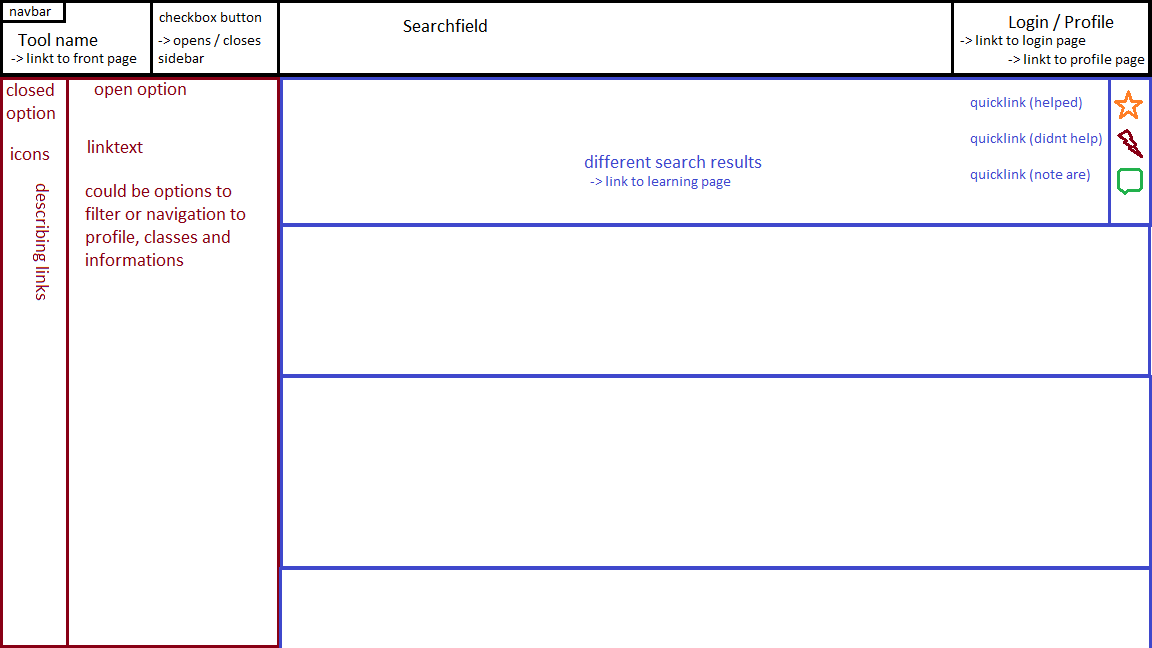 navbar
Tool name
-> linkt to front page
checkbox button
-> opens / closes
sidebar
Searchfield
Login / Profile
-> linkt to login page
-> linkt to profile page
closed
option
icons
describing links
open option
linktext
could be options to
filter or navigation to
profile, classes and
informations
different search results
-> link to learning page
quicklink (helped)
quicklink (didnt help)
quicklink (note are)